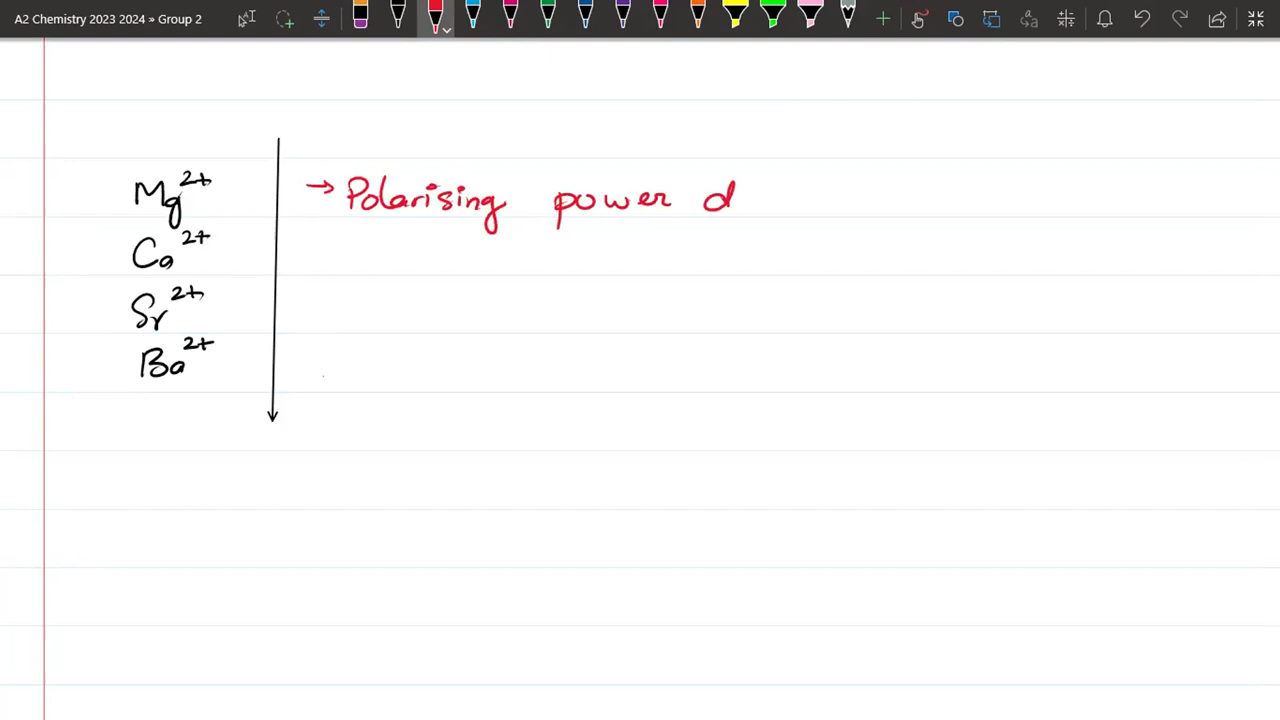 A2 Chemistry 2023 2024 » Group 2
Mg²⁺
→ Polarising power d
Ca²⁺
Sr²⁺
Ba²⁺